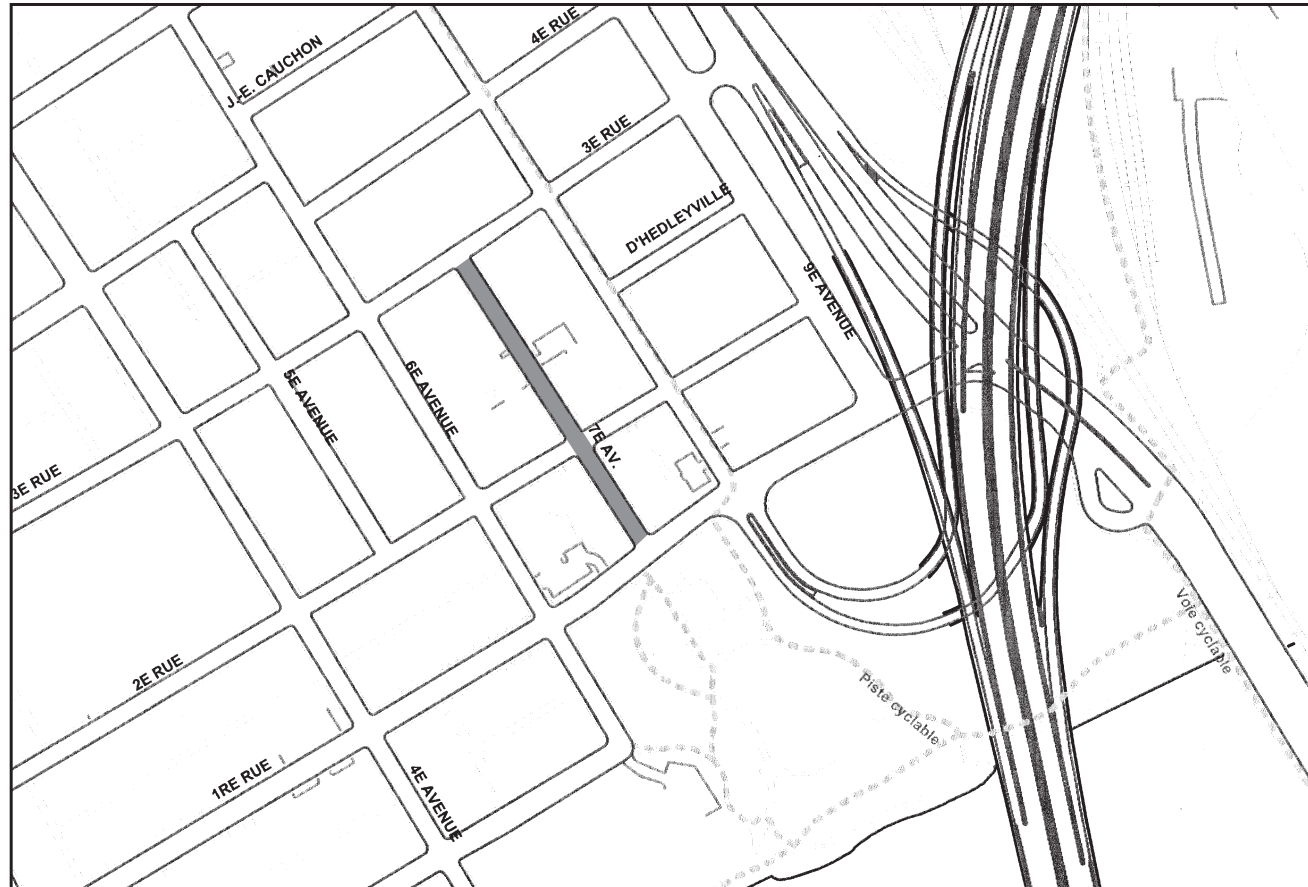 4E RUE
J.-E. CAUCHON
3E RUE
D'HEDLEYVILLE
9E AVENUE
5E AVENUE
6E AVENUE
7E AV.
3E RUE
2E RUE
1RE RUE
4E AVENUE
Piste cyclable
Voie cyclable